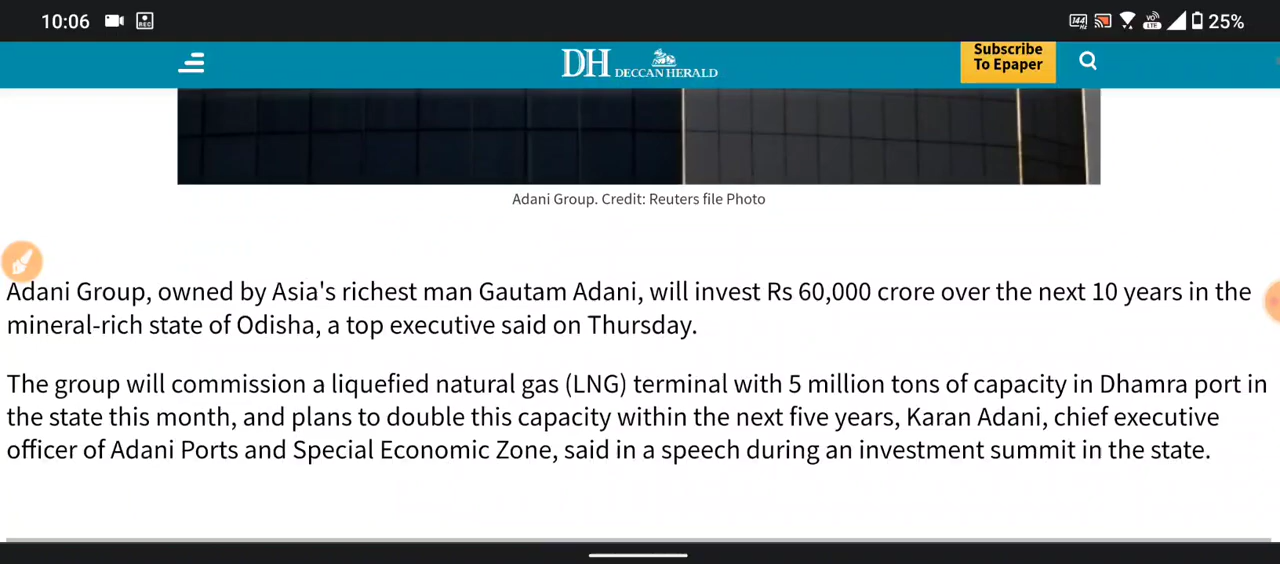 10:06
REC
144
Hz
VO
LTE
25%
DH DECCAN HERALD
Subscribe
To Epaper
Adani Group. Credit: Reuters file Photo
Adani Group, owned by Asia's richest man Gautam Adani, will invest Rs 60,000 crore over the next 10 years in the
mineral-rich state of Odisha, a top executive said on Thursday.
The group will commission a liquefied natural gas (LNG) terminal with 5 million tons of capacity in Dhamra port in
the state this month, and plans to double this capacity within the next five years, Karan Adani, chief executive
officer of Adani Ports and Special Economic Zone, said in a speech during an investment summit in the state.